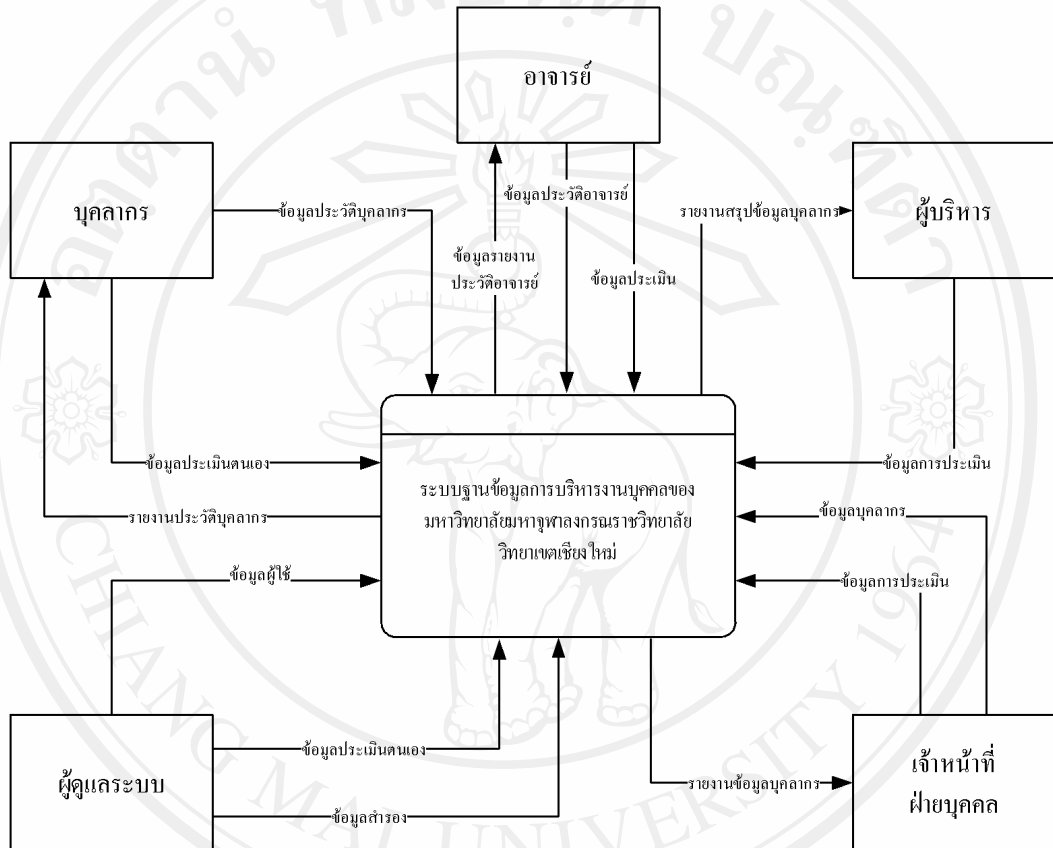 อาจารย์
บุคลากร
ผู้บริหาร
ข้อมูลประวัติบุคลากร
ข้อมูลประวัติอาจารย์
รายงานสรุปข้อมูลบุคลากร
ข้อมูลรายงาน
ประวัติอาจารย์
ข้อมูลประเมิน
ข้อมูลประเมินตนเอง
ข้อมูลการประเมิน
ระบบฐานข้อมูลการบริหารงานบุคคลของ
มหาวิทยาลัยมหาจุฬาลงกรณราชวิทยาลัย
วิทยาเขตเชียงใหม่
รายงานประวัติบุคลากร
ข้อมูลบุคลากร
ข้อมูลผู้ใช้
ข้อมูลการประเมิน
ผู้ดูแลระบบ
ข้อมูลประเมินตนเอง
ข้อมูลสำรอง
รายงานข้อมูลบุคลากร
เจ้าหน้าที่
ฝ่ายบุคคล
CHIANG MAI UNIVERSITY 1964